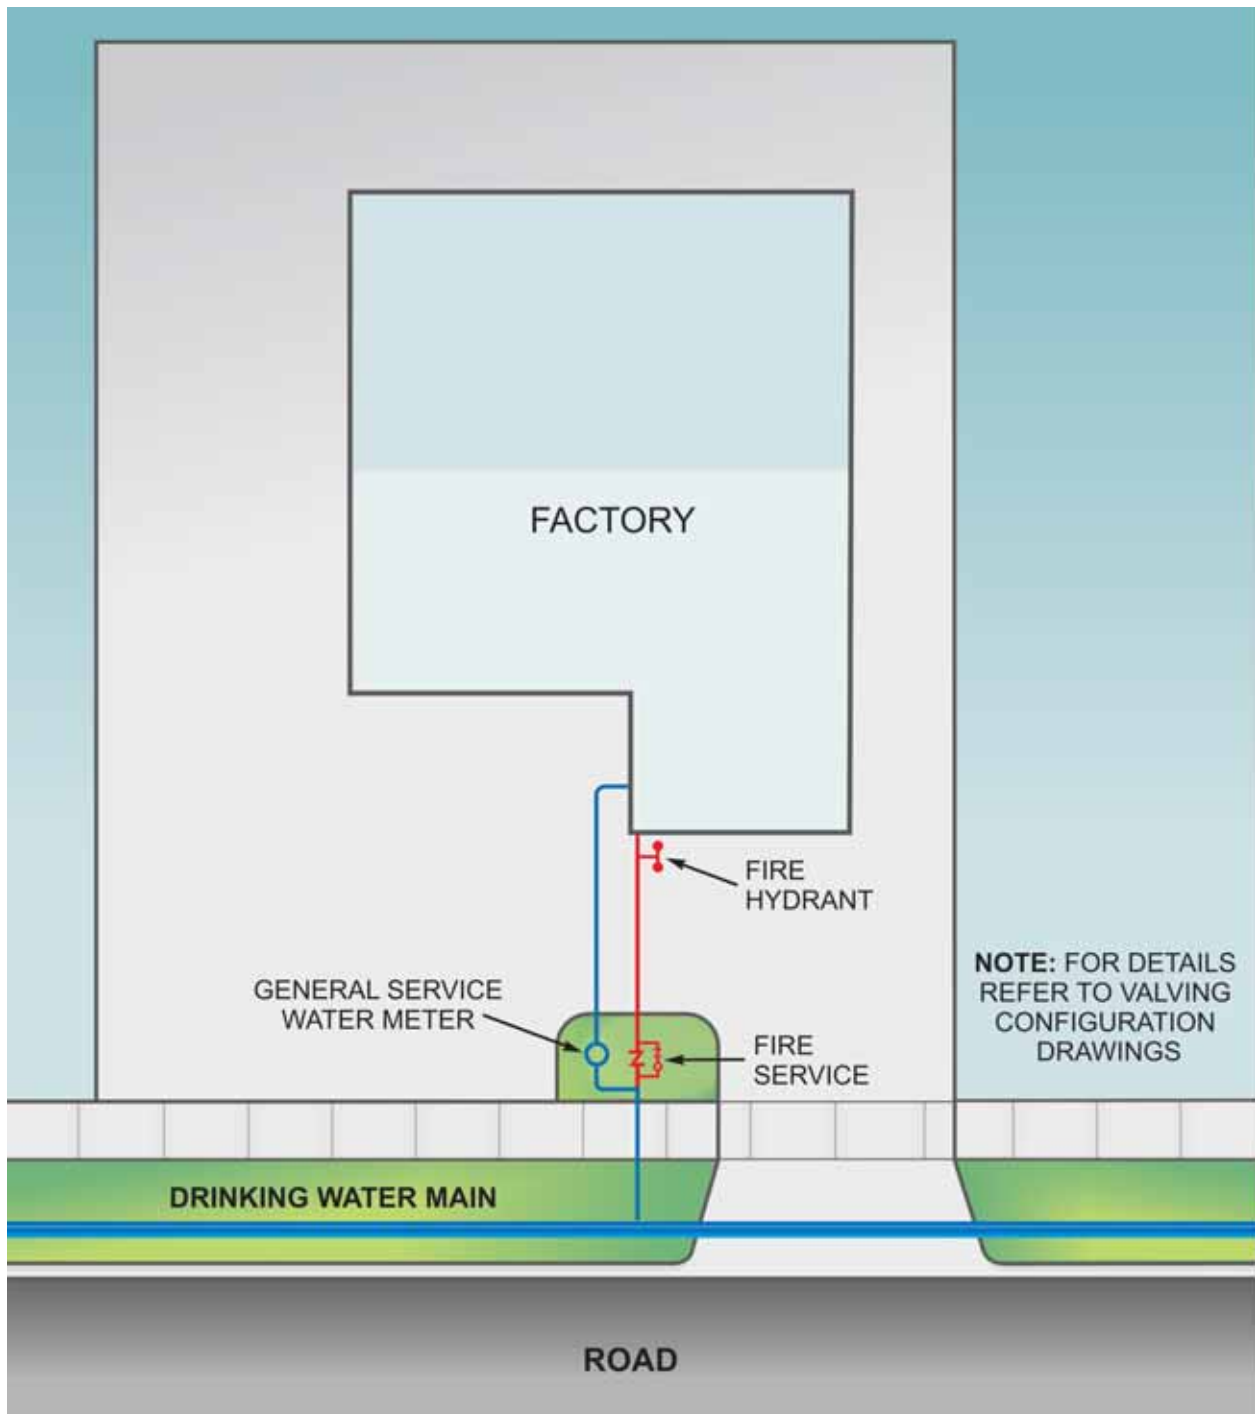 FACTORY
FIRE
HYDRANT
NOTE: FOR DETAILS
REFER TO VALVING
CONFIGURATION
DRAWINGS
GENERAL SERVICE
WATER METER
FIRE
SERVICE
DRINKING WATER MAIN
ROAD